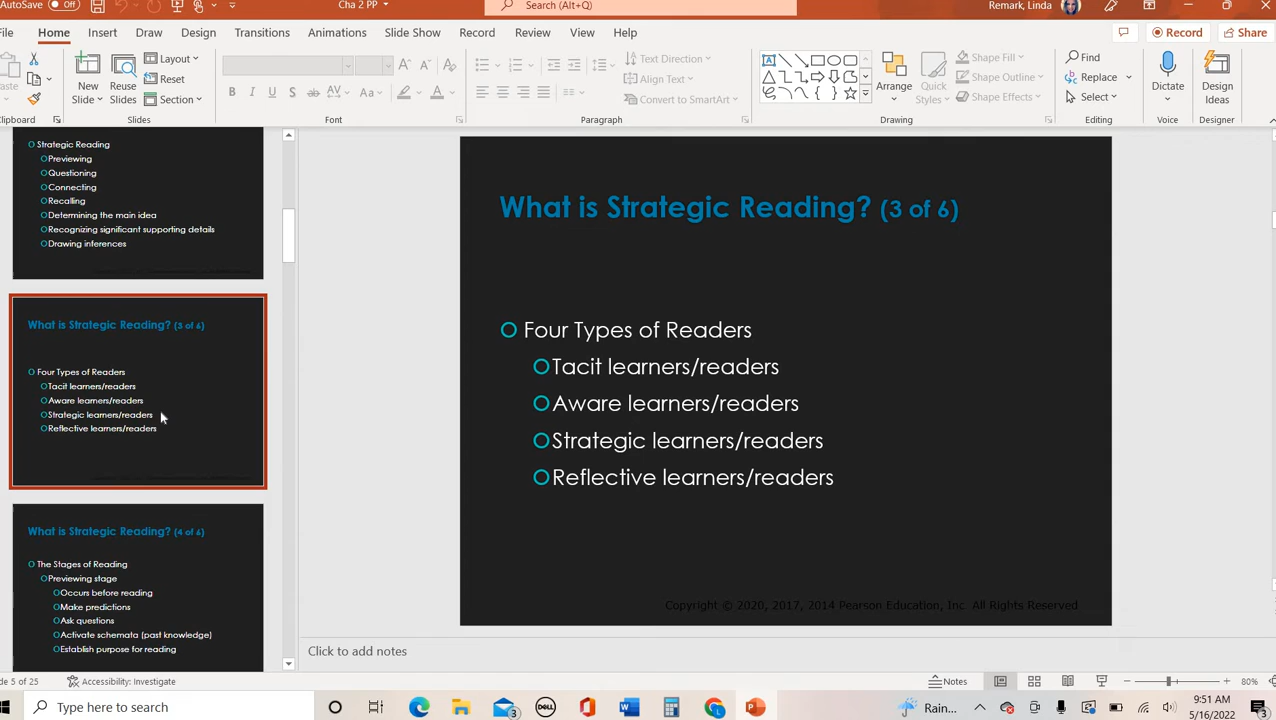 AutoSave Off
Cha 2 PP
Search (Alt+Q)
Remark, Linda
File Home Insert Draw Design Transitions Animations Slide Show Record Review View Help
Record
Share
New Slide
Reuse Slides
Layout
Reset
Section
Text Direction
Align Text
Convert to SmartArt
Arrange
Quick Styles
Shape Fill
Shape Outline
Shape Effects
Find
Replace
Select
Dictate
Design Ideas
Slides
Font
Paragraph
Drawing
Editing
Voice
Designer
Strategic Reading
Previewing
Questioning
Connecting
Recalling
Determining the main idea
Recognizing significant supporting details
Drawing inferences
What is Strategic Reading? (3 of 6)
Four Types of Readers
Tacit learners/readers
Aware learners/readers
Strategic learners/readers
Reflective learners/readers
What is Strategic Reading? (4 of 6)
The Stages of Reading
Previewing stage
Occurs before reading
Make predictions
Ask questions
Activate schemata (past knowledge)
Establish purpose for reading
What is Strategic Reading? (3 of 6)
Four Types of Readers
Tacit learners/readers
Aware learners/readers
Strategic learners/readers
Reflective learners/readers
Copyright © 2020, 2017, 2014 Pearson Education, Inc. All Rights Reserved
Click to add notes
de 5 of 25
Accessibility: Investigate
Notes
80%
Type here to search
Rain...
9:51 AM
5/16/2022